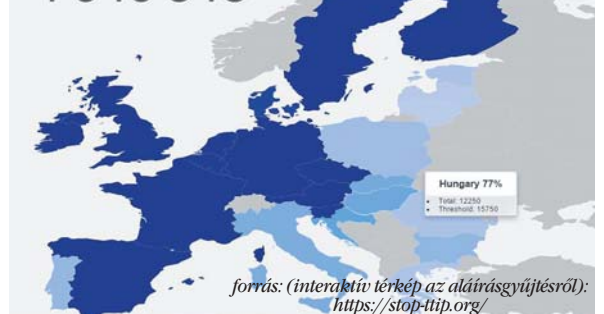 Hungary 77%
• Total: 12250
• Threshold: 15750
forrás: (interaktív térkép az aláírásgyűjtésről):
https://stop-ttip.org/